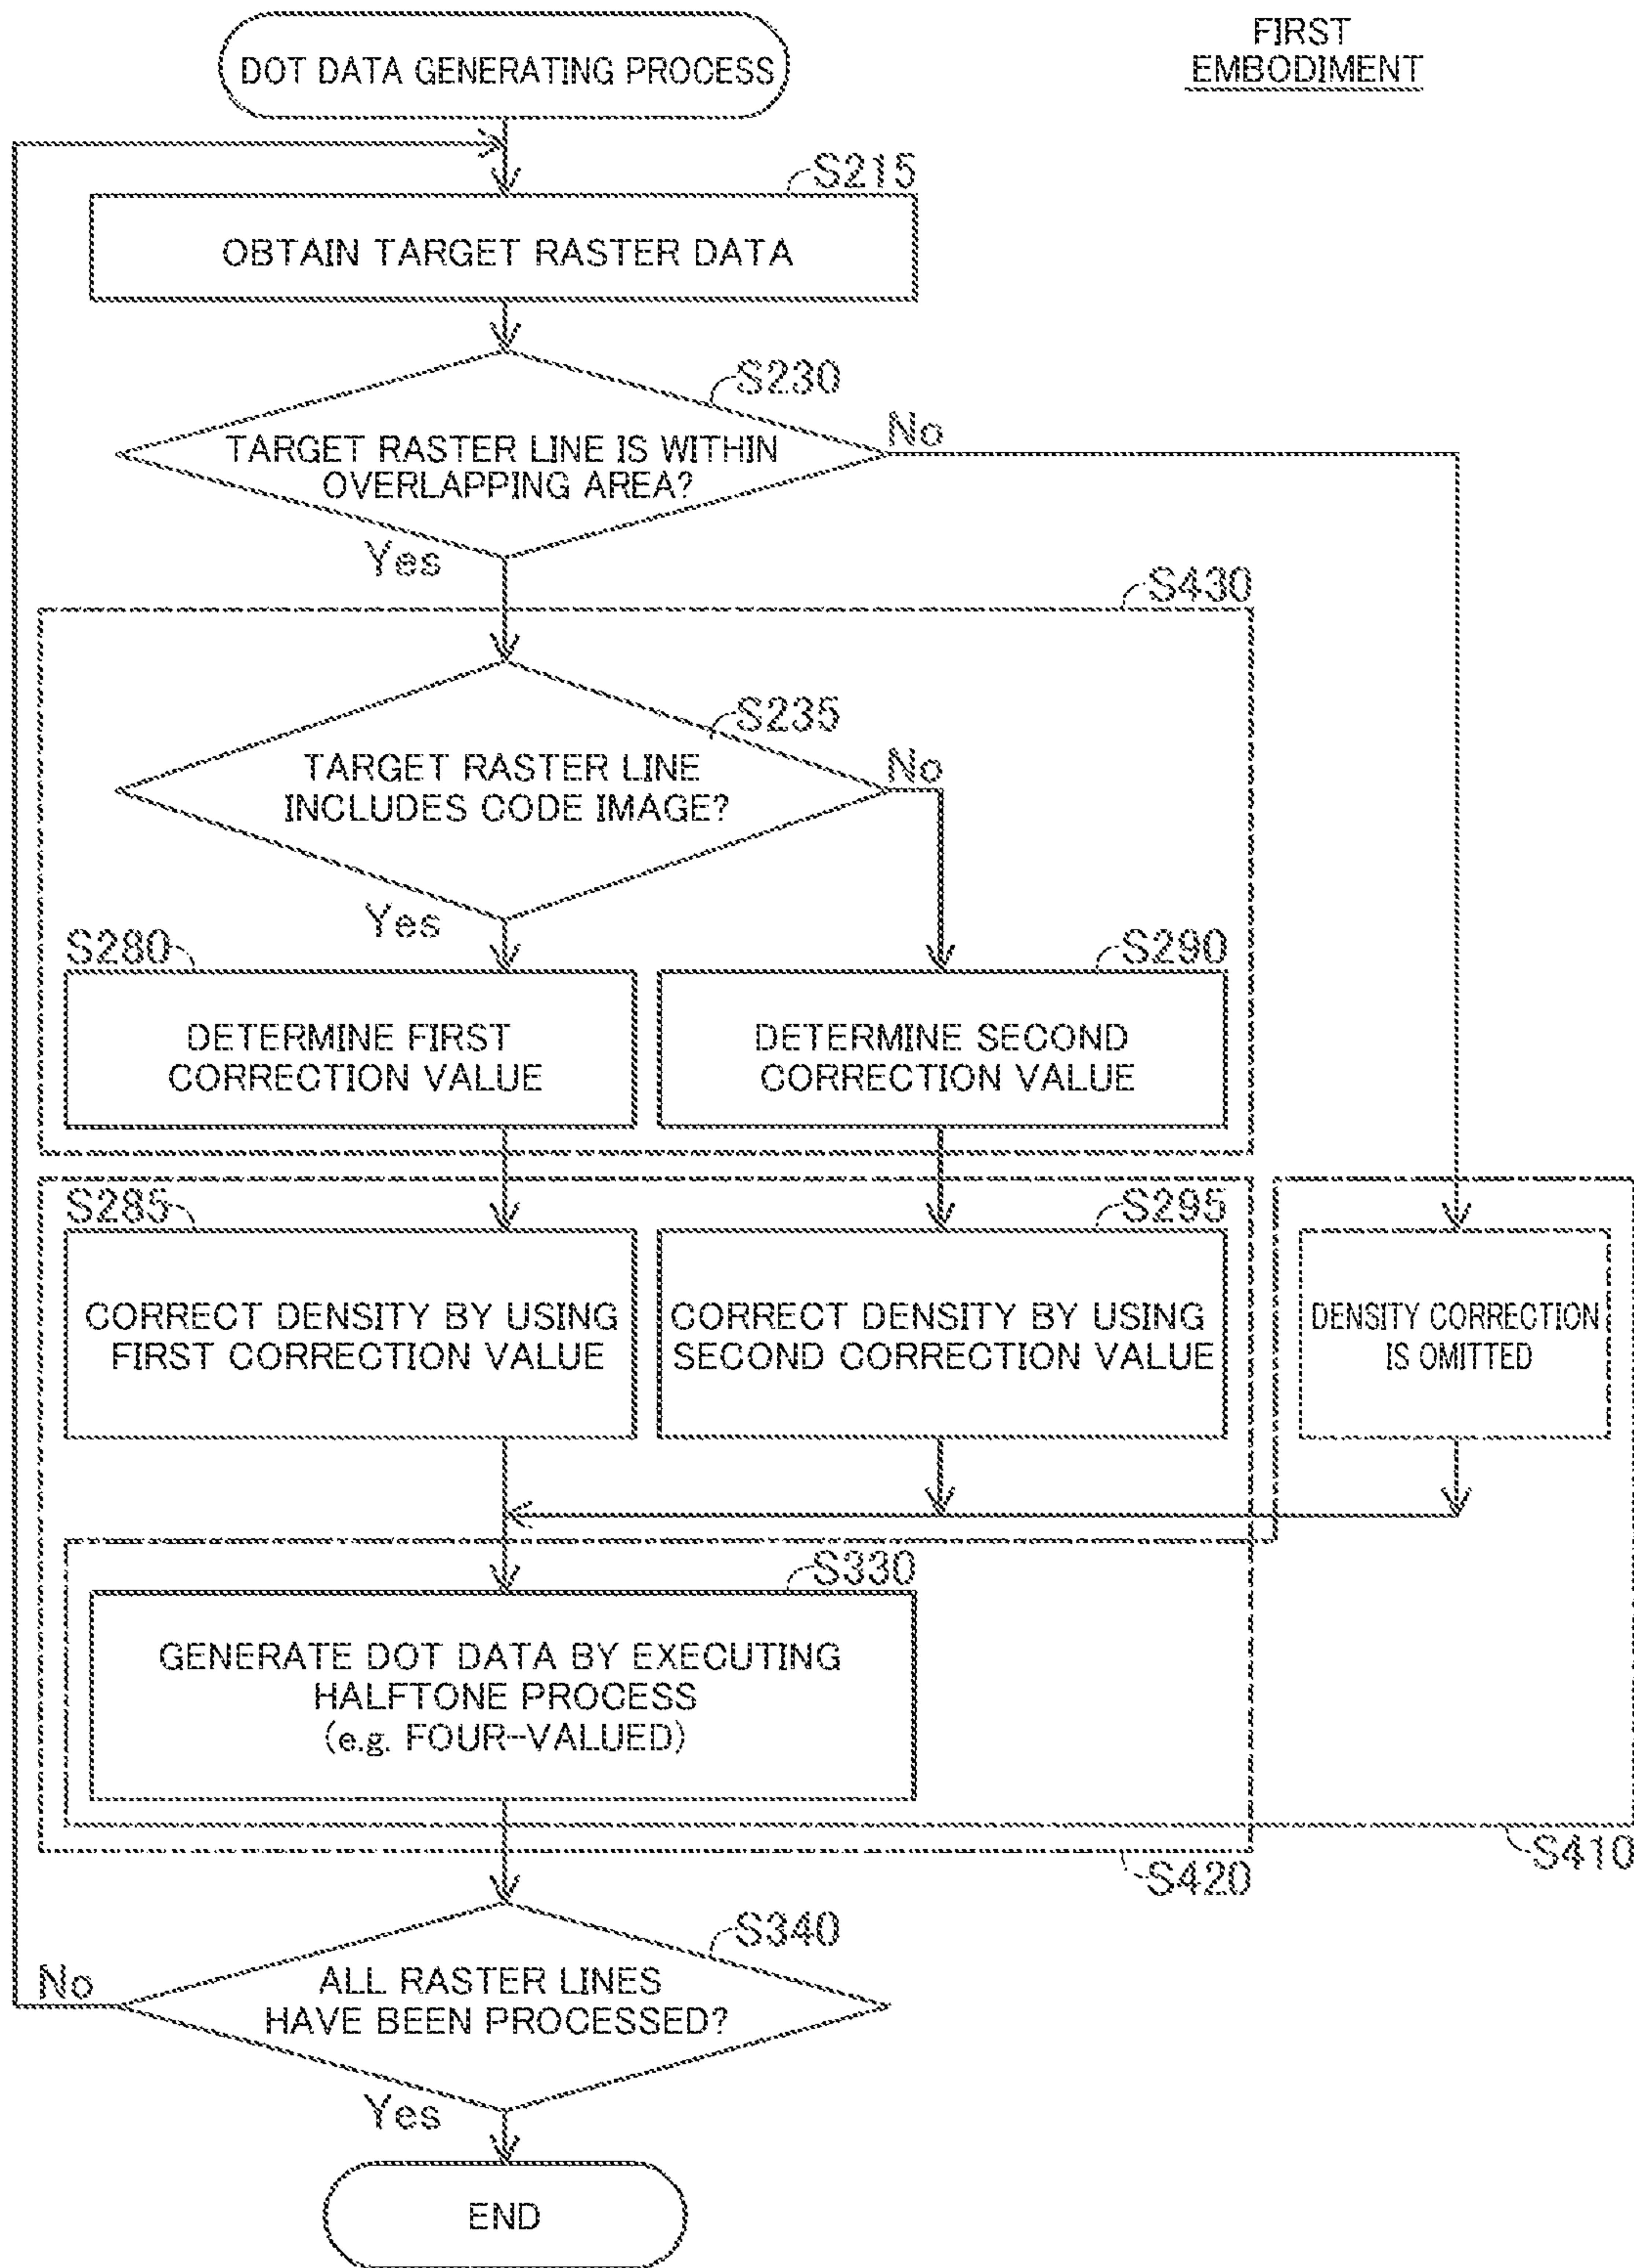 FIRST
EMBODIMENT
DOT DATA GENERATING PROCESS
S215
OBTAIN TARGET RASTER DATA
S230
TARGET RASTER LINE IS WITHIN
OVERLAPPING AREA?
No
Yes
S430
S235
TARGET RASTER LINE
INCLUDES CODE IMAGE?
No
Yes
S280
DETERMINE FIRST
CORRECTION VALUE
S290
DETERMINE SECOND
CORRECTION VALUE
S285
CORRECT DENSITY BY USING
FIRST CORRECTION VALUE
S295
CORRECT DENSITY BY USING
SECOND CORRECTION VALUE
DENSITY CORRECTION
IS OMITTED
S330
GENERATE DOT DATA BY EXECUTING
HALFTONE PROCESS
(e.g. FOUR-VALUED)
S410
S420
S340
ALL RASTER LINES
HAVE BEEN PROCESSED?
No
Yes
END